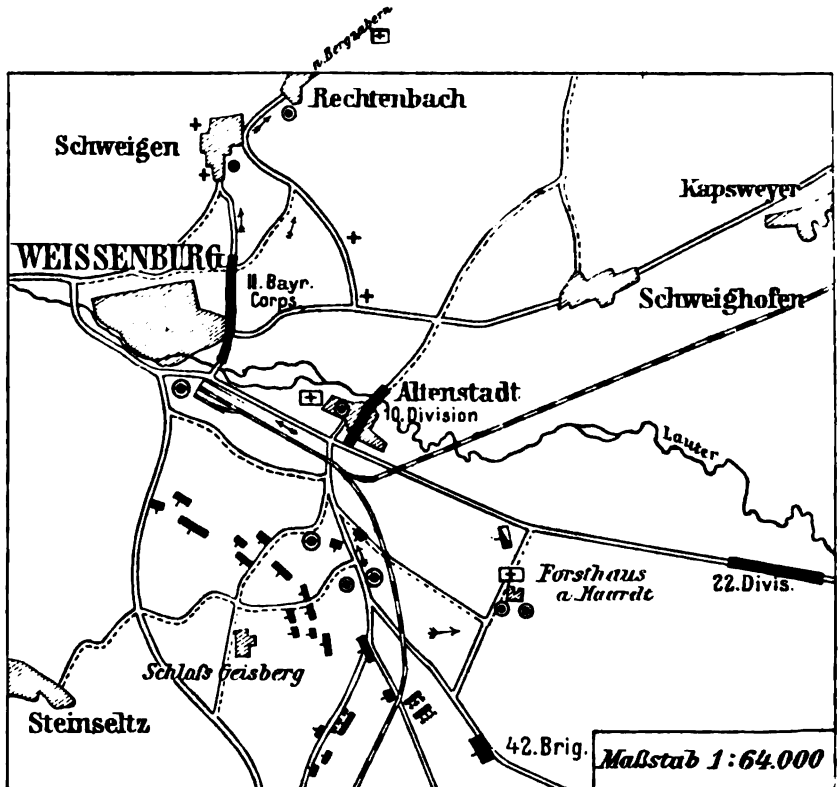 n. Bergzabern
Rechtenbach
Schweigen
Kapsweyer
WEISSENBURG
II. Bayr.
Corps.
Schweighofen
Altenstadt
10. Division
Lauter
Forsthaus
a. Haardt
22. Divis.
Schloß Geisberg
Steinseltz
42. Brig.
Maßstab 1:64.000